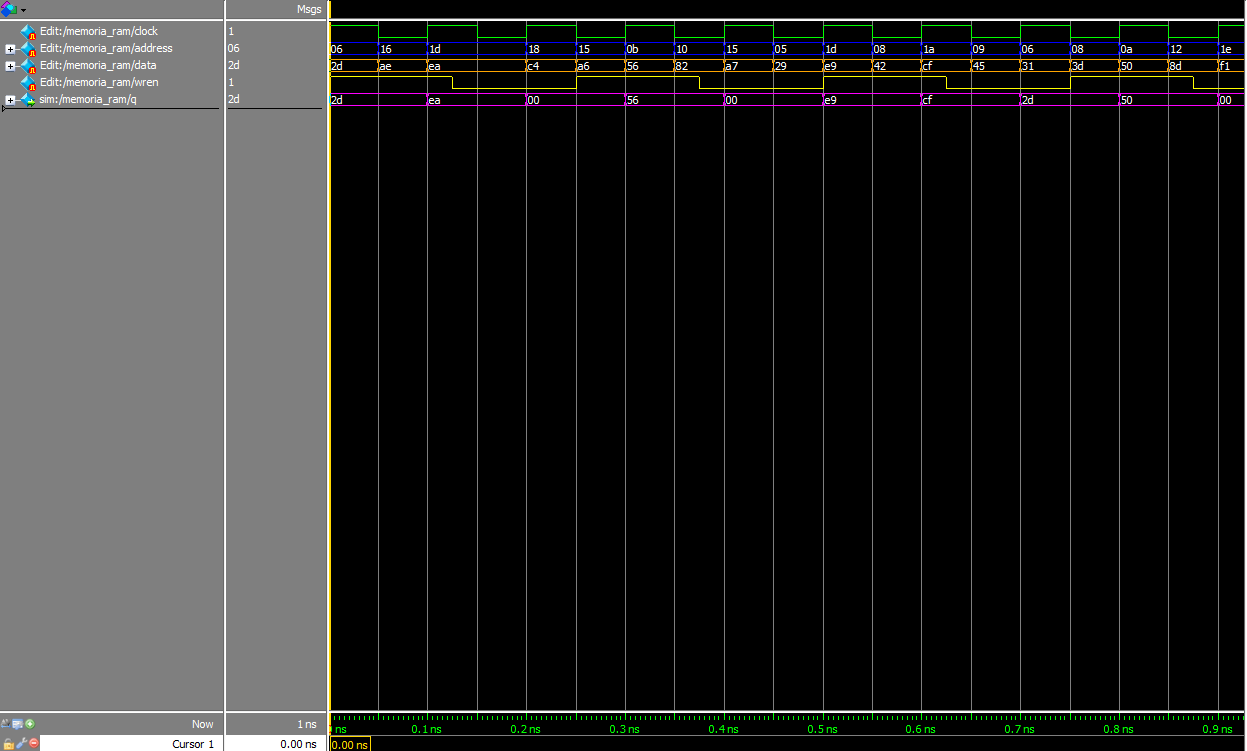 Msgs
Edit:/memoria_ram/clock 1
Edit:/memoria_ram/address 06 06 16 1d 18 15 0b 10 15 05 1d 08 1a 09 06 08 0a 12 1e
Edit:/memoria_ram/data 2d 2d ae ea c4 a6 56 82 a7 29 e9 42 cf 45 31 3d 50 8d f1
Edit:/memoria_ram/wren 1
sim:/memoria_ram/q 2d 2d ea 00 56 00 e9 cf 2d 50 00
Now 1 ns ns 0.1 ns 0.2 ns 0.3 ns 0.4 ns 0.5 ns 0.6 ns 0.7 ns 0.8 ns 0.9 ns
Cursor 1 0.00 ns 0.00 ns